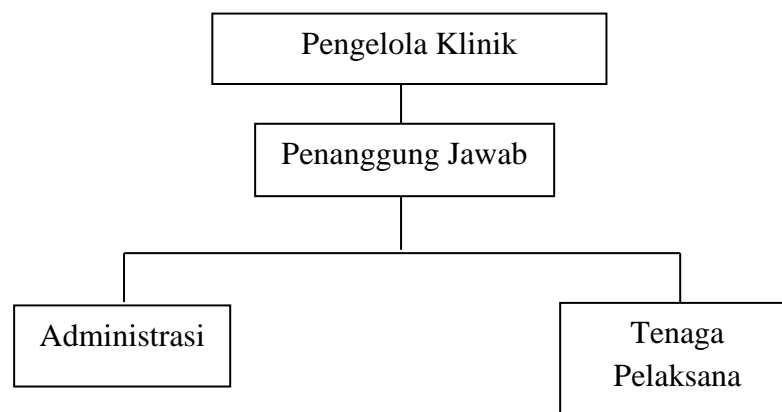 Pengelola Klinik
Penanggung Jawab
Administrasi
Tenaga
Pelaksana